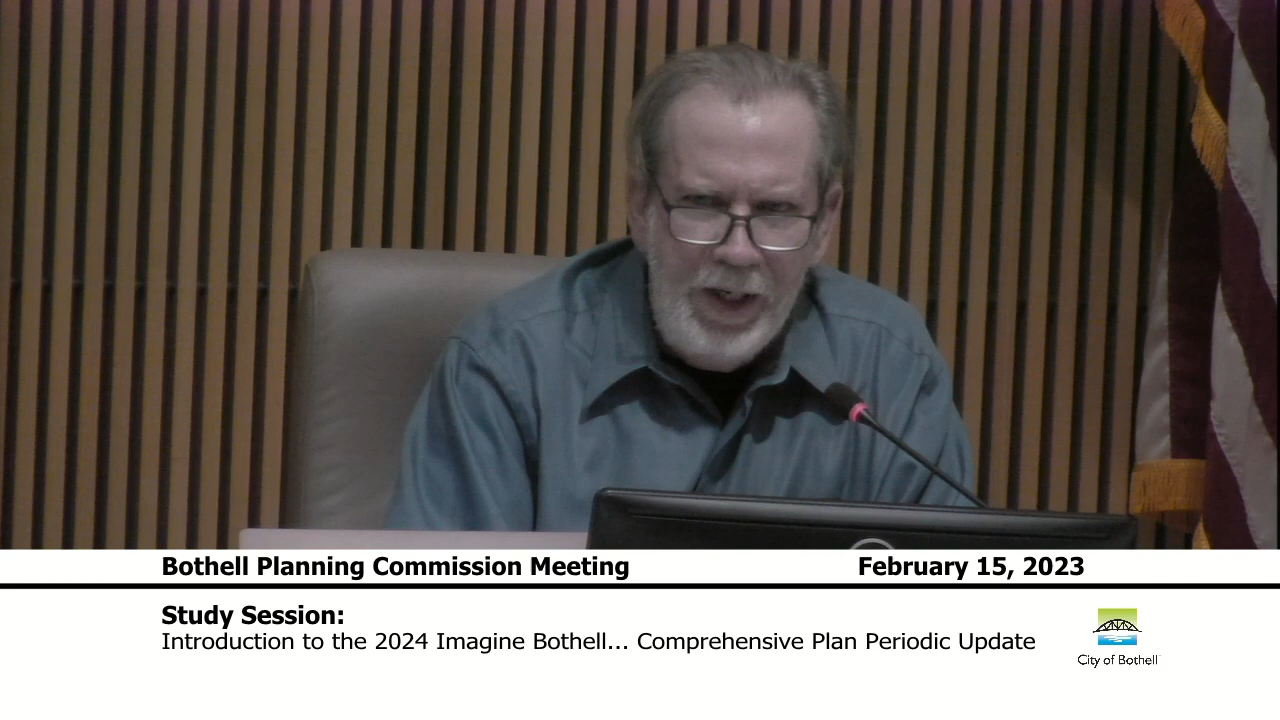 Bothell Planning Commission Meeting
February 15, 2023
Study Session:
Introduction to the 2024 Imagine Bothell... Comprehensive Plan Periodic Update
City of Bothell